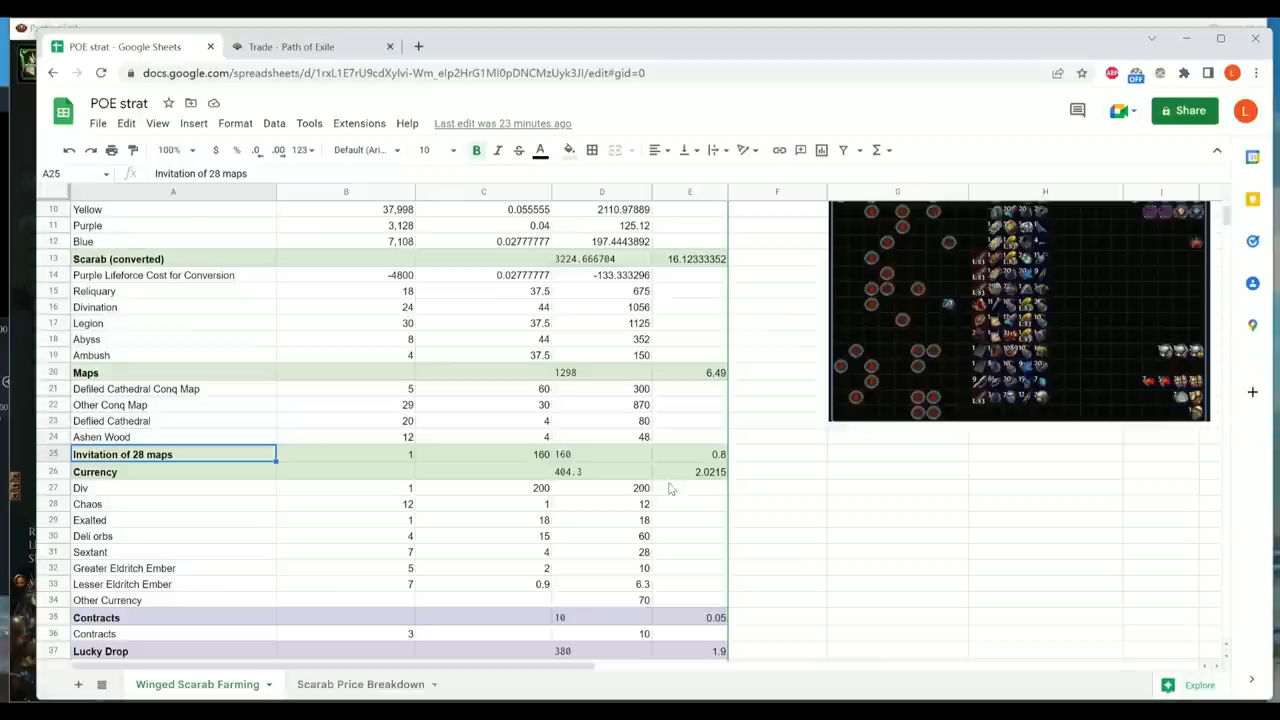 POE strat - Google Sheets
Trade - Path of Exile
docs.google.com/spreadsheets/d/1rxL1E7rU9cdXylvi-Wm_eIp2HrG1MI0pDNCMzUyk3JI/edit#gid=0
ABP
OFF
L
POE strat
File Edit View Insert Format Data Tools Extensions Help Last edit was 23 minutes ago
Share
L
100% $ % .0 .00 123 Default (Ari... 10 B I S A
A25 fx Invitation of 28 maps
A B C D E F G H I
10 Yellow 37,998 0.055555 2110.97889
11 Purple 3,128 0.04 125.12
12 Blue 7,108 0.02777777 197.4443892
13 Scarab (converted) 3224.666704 16.12333352
14 Purple Lifeforce Cost for Conversion -4800 0.02777777 -133.333296
15 Reliquary 18 37.5 675
16 Divination 24 44 1056
17 Legion 30 37.5 1125
18 Abyss 8 44 352
19 Ambush 4 37.5 150
20 Maps 1298 6.49
21 Defiled Cathedral Conq Map 5 60 300
22 Other Conq Map 29 30 870
23 Deflied Cathedral 20 4 80
24 Ashen Wood 12 4 48
25 Invitation of 28 maps 1 160 160 0.8
26 Currency 404.3 2.0215
27 Div 1 200 200
28 Chaos 12 1 12
29 Exalted 1 18 18
30 Deli orbs 4 15 60
31 Sextant 7 4 28
32 Greater Eldritch Ember 5 2 10
33 Lesser Eldritch Ember 7 0.9 6.3
34 Other Currency 70
35 Contracts 10 0.05
36 Contracts 3 10
37 Lucky Drop 380 1.9
Winged Scarab Farming
Scarab Price Breakdown
Explore